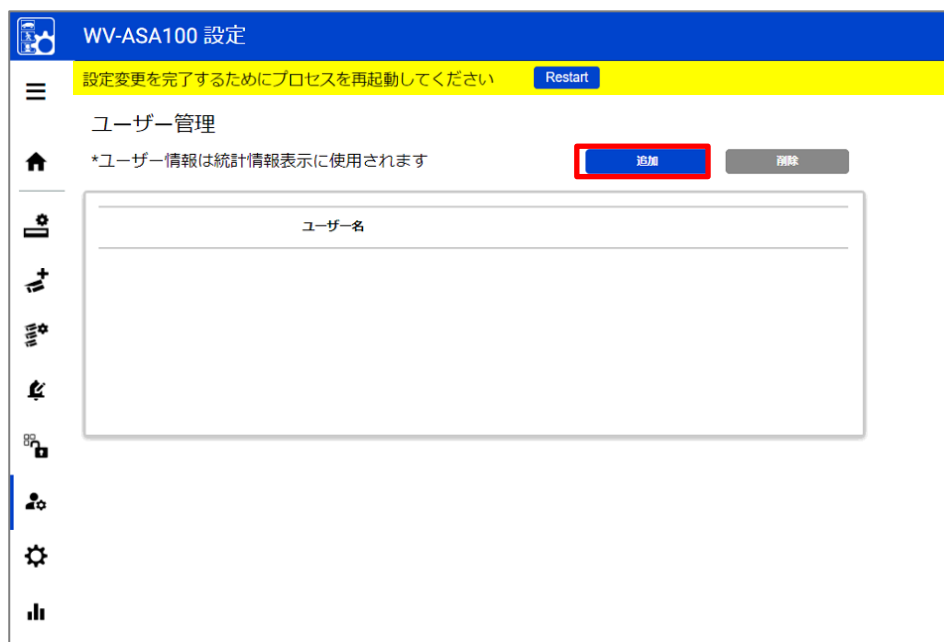 WV-ASA100 設定
設定変更を完了するためにプロセスを再起動してください Restart
ユーザー管理
*ユーザー情報は統計情報表示に使用されます 追加 削除
ユーザー名